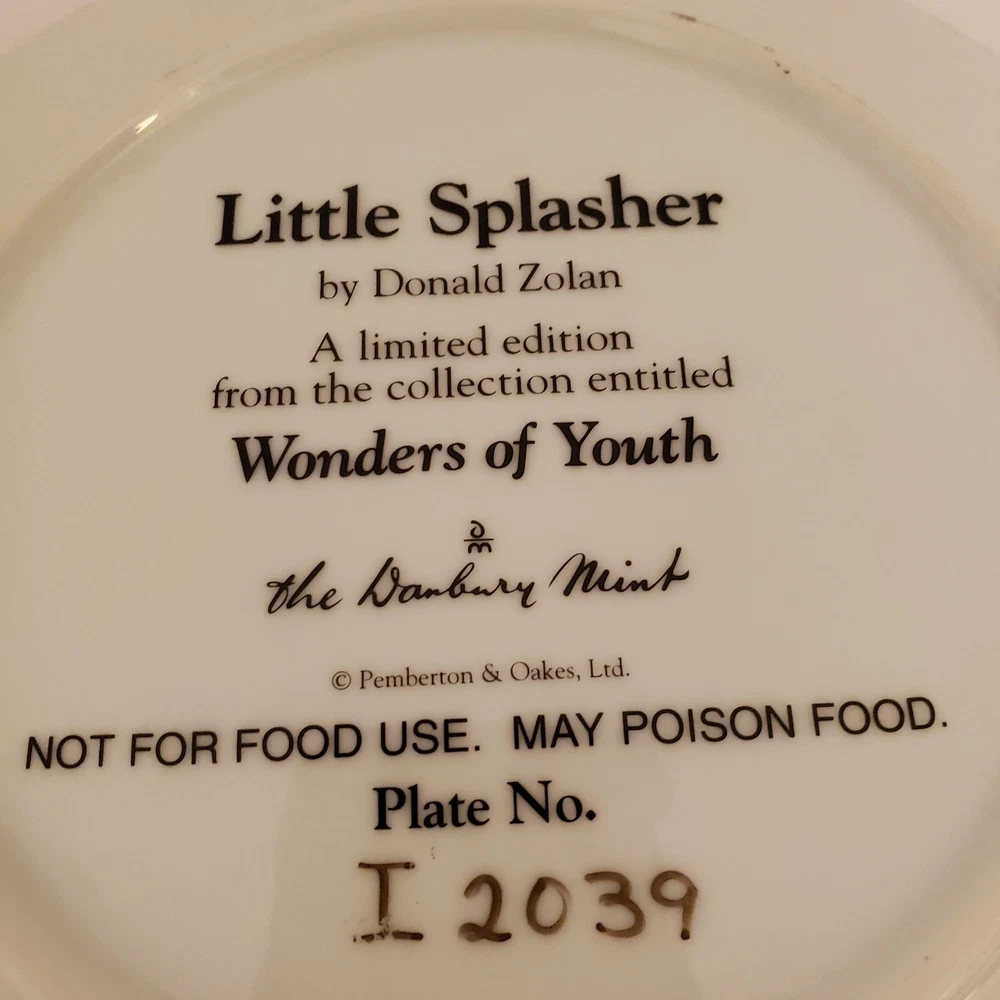 Little Splasher
by Donald Zolan
A limited edition
from the collection entitled
Wonders of Youth
the Danbury Mint
© Pemberton & Oakes, Ltd.
NOT FOR FOOD USE. MAY POISON FOOD.
Plate No.
I 2039